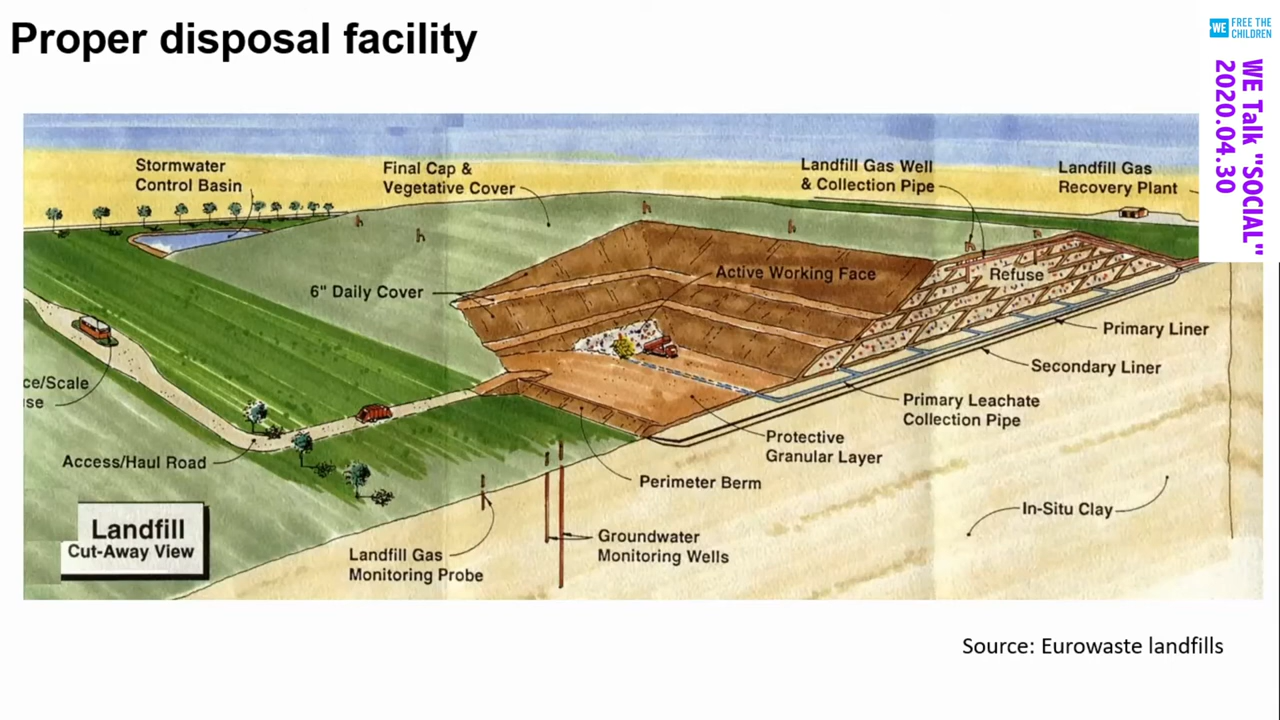 Proper disposal facility
WE FREE THE
CHILDREN
WE Talk "SOCIAL"
2020.04.30
Stormwater
Control Basin
Final Cap &
Vegetative Cover
Landfill Gas Well
& Collection Pipe
Landfill Gas
Recovery Plant
6" Daily Cover
Active Working Face
Refuse
Primary Liner
Secondary Liner
ce/Scale
se
Primary Leachate
Collection Pipe
Protective
Granular Layer
Access/Haul Road
Perimeter Berm
In-Situ Clay
Landfill
Cut-Away View
Groundwater
Monitoring Wells
Landfill Gas
Monitoring Probe
Source: Eurowaste landfills